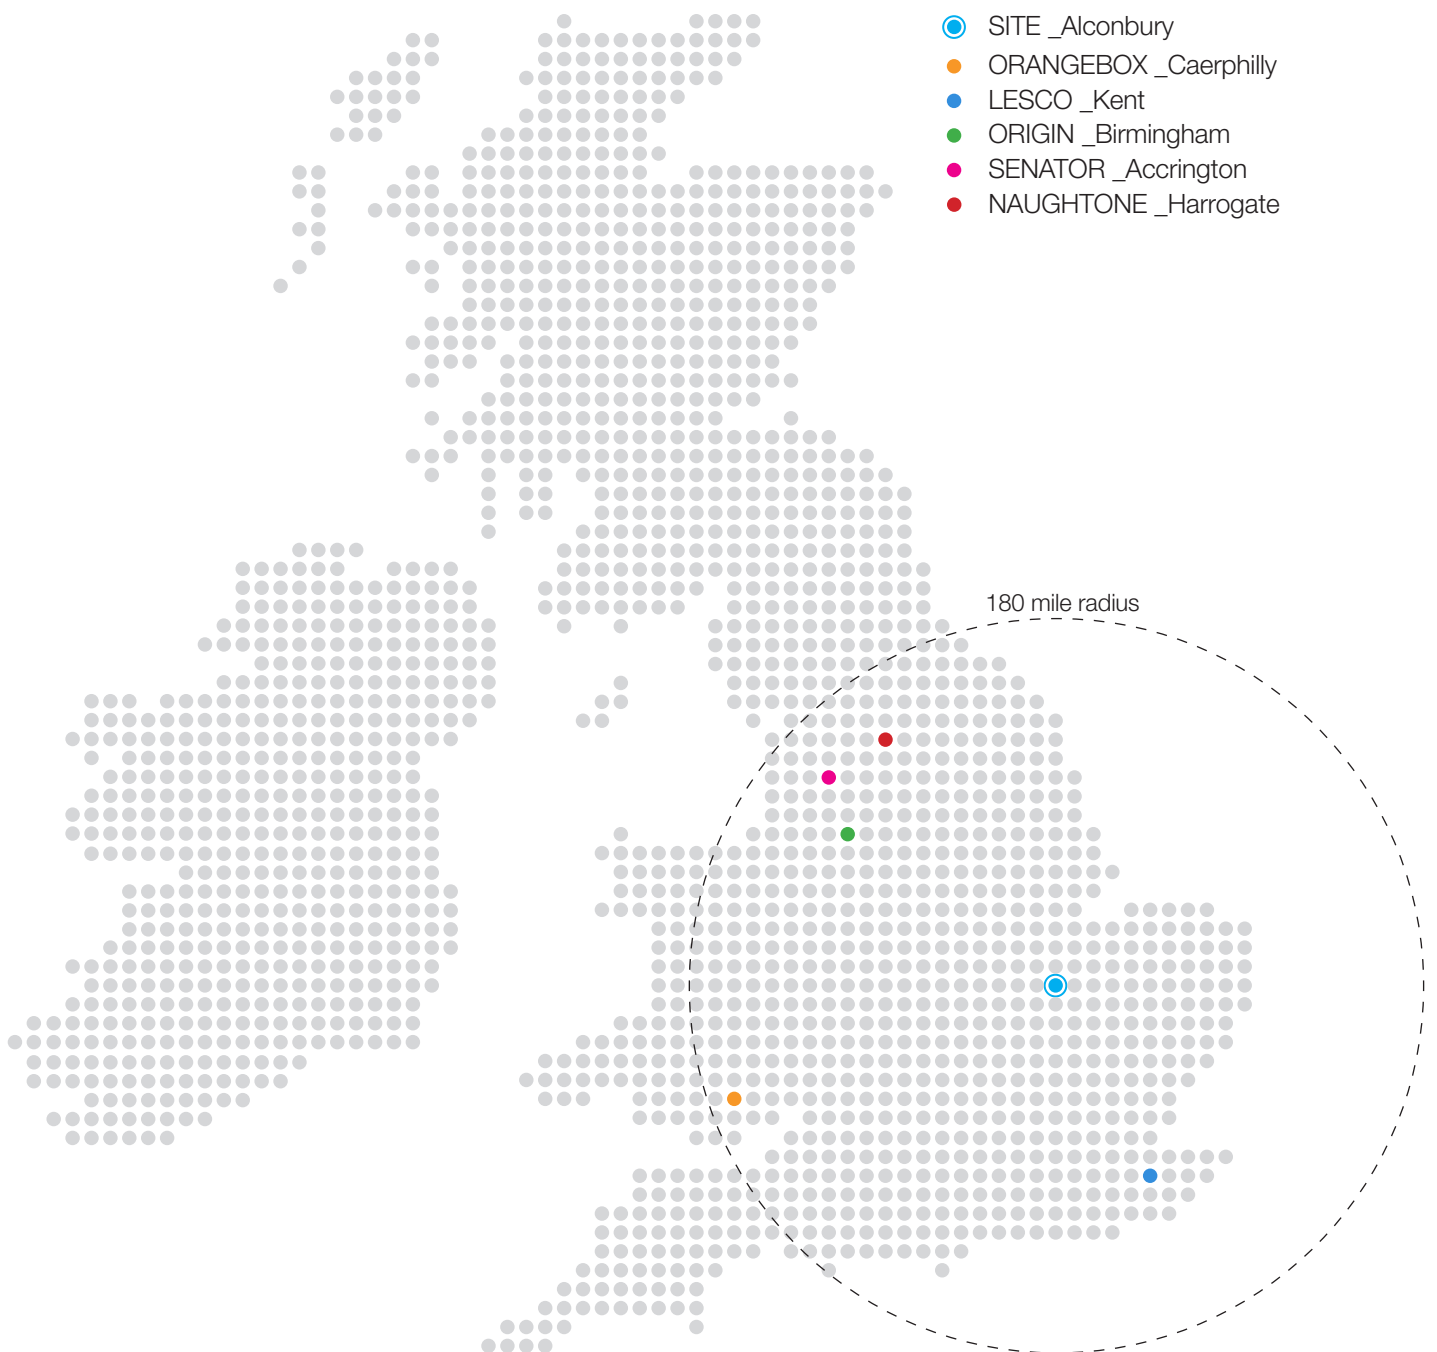 SITE _Alconbury
ORANGEBOX _Caerphilly
LESCO _Kent
ORIGIN _Birmingham
SENATOR _Accrington
NAUGHTONE _Harrogate
180 mile radius